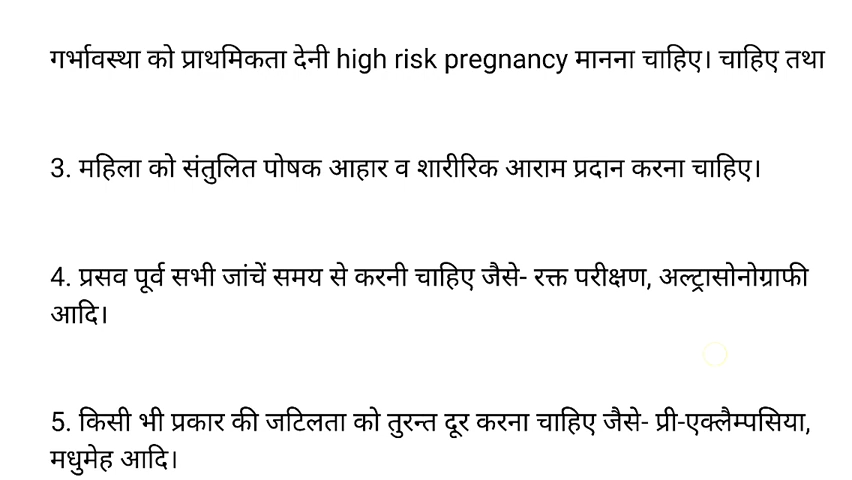 गर्भावस्था को प्राथमिकता देनी high risk pregnancy मानना चाहिए। चाहिए तथा
3. महिला को संतुलित पोषक आहार व शारीरिक आराम प्रदान करना चाहिए।
4. प्रसव पूर्व सभी जांचें समय से करनी चाहिए जैसे- रक्त परीक्षण, अल्ट्रासोनोग्राफी
आदि।
5. किसी भी प्रकार की जटिलता को तुरन्त दूर करना चाहिए जैसे- प्री-एक्लैम्पसिया,
मधुमेह आदि।